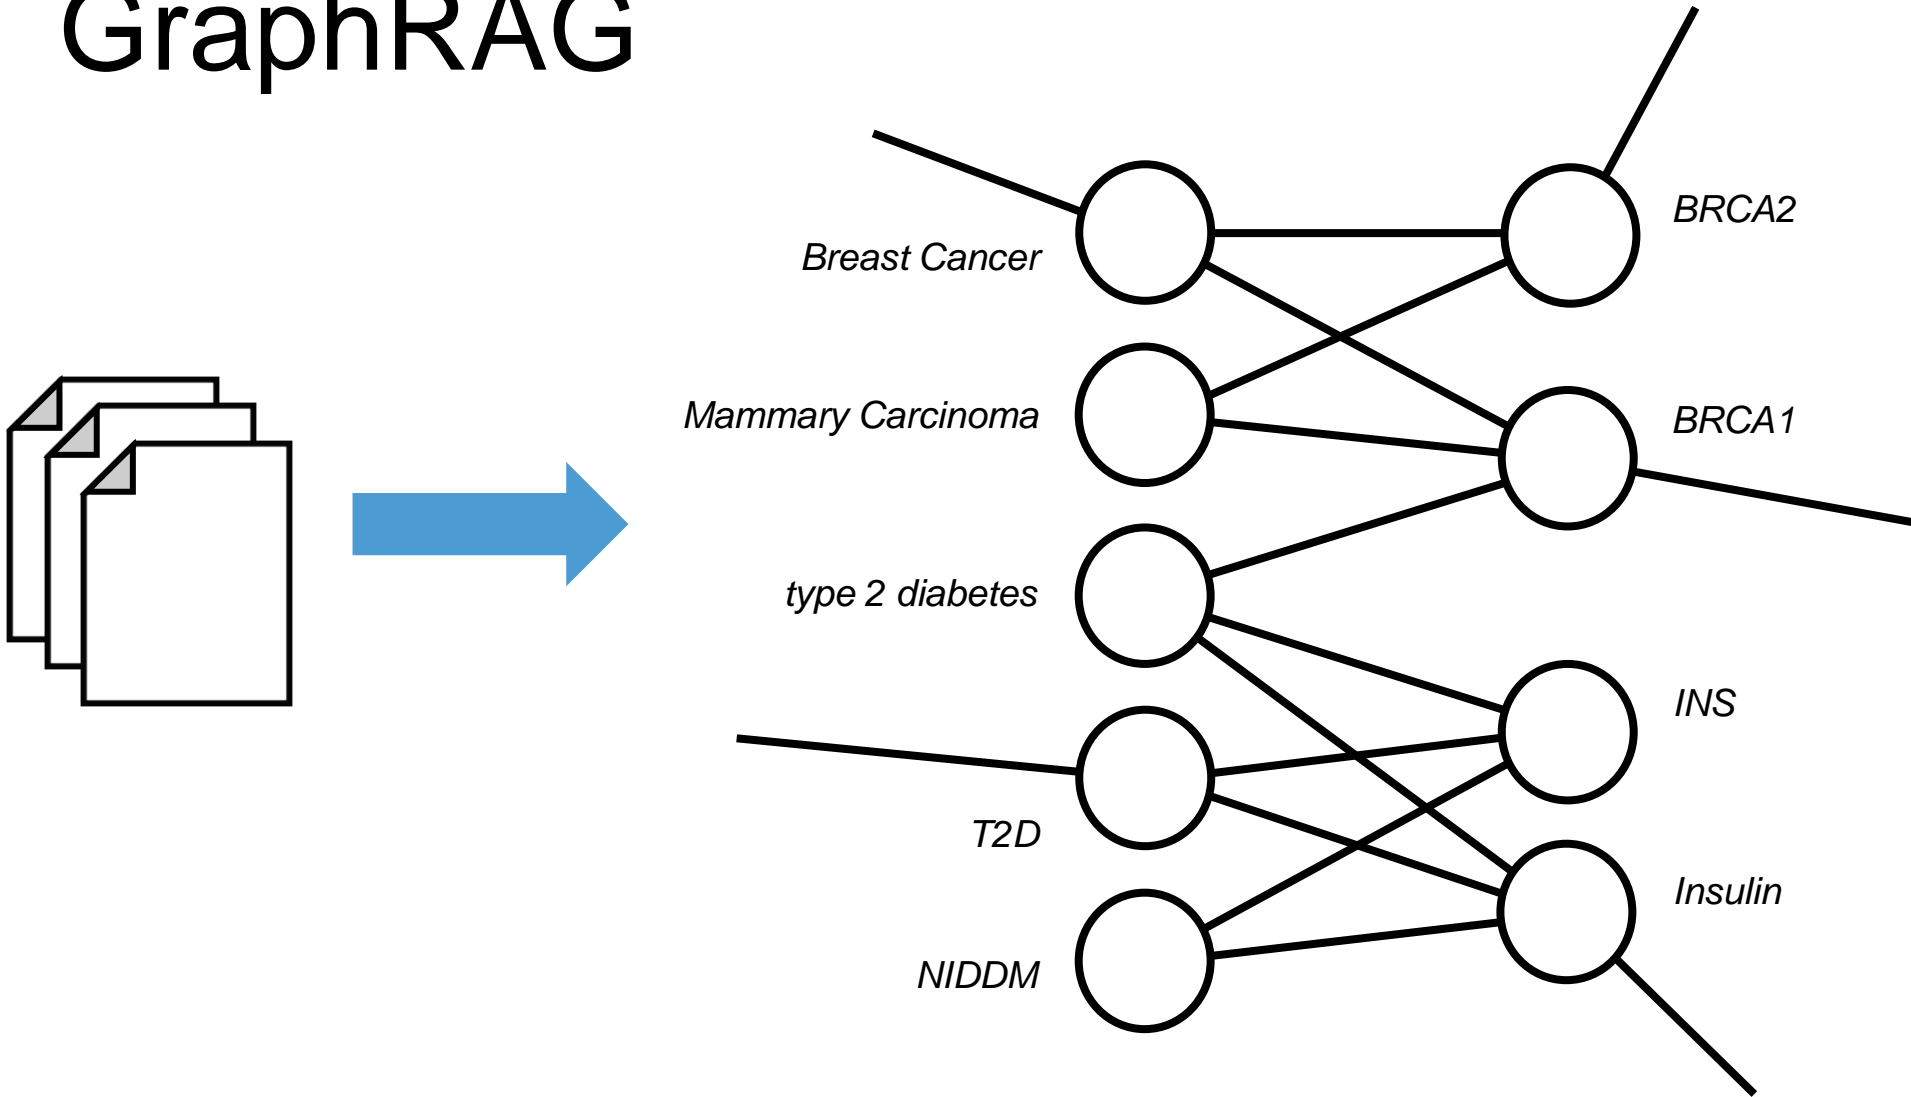 GraphRAG
BRCA2
Breast Cancer
Mammary Carcinoma
BRCA1
type 2 diabetes
INS
T2D
Insulin
NIDDM